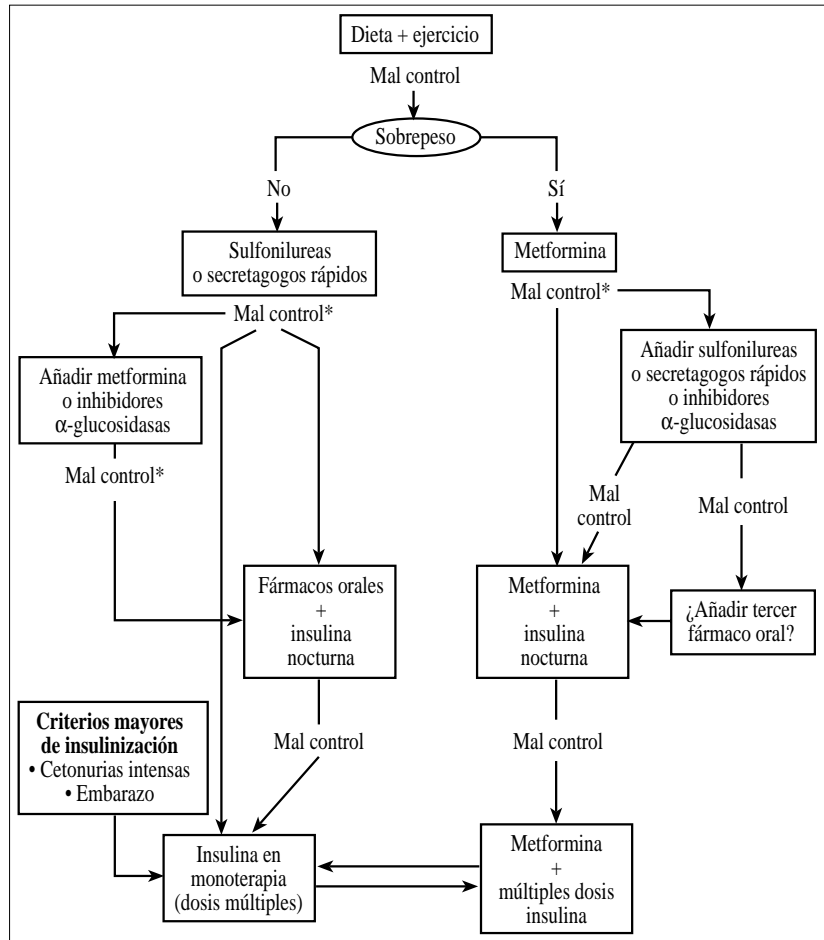 Dieta + ejercicio
Mal control
Sobrepeso
No
Sí
Sulfonilureas
o secretagogos rápidos
Metformina
Mal control*
Mal control*
Añadir metformina
o inhibidores
α-glucosidasas
Añadir sulfonilureas
o secretagogos rápidos
o inhibidores
α-glucosidasas
Mal control*
Mal
control
Mal control
Fármacos orales
+
insulina
nocturna
Metformina
+
insulina
nocturna
¿Añadir tercer
fármaco oral?
Criterios mayores
de insulinización
• Cetonurias intensas
• Embarazo
Mal control
Mal control
Insulina en
monoterapia
(dosis múltiples)
Metformina
+
múltiples dosis
insulina